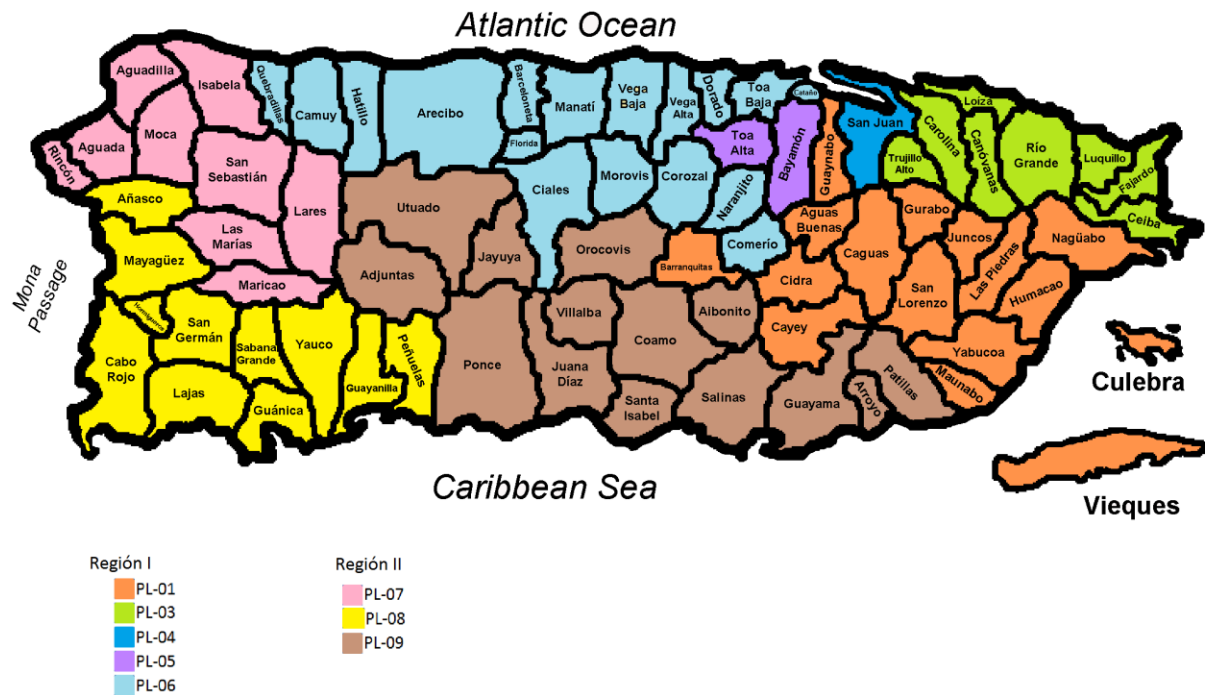 Atlantic Ocean
Aguadilla
Isabela
Quebradillas
Camuy
Hatillo
Arecibo
Barceloneta
Manatí
Vega
Baja
Vega
Alta
Dorado
Toa
Baja
Cataño
San Juan
Loíza
Moca
Aguada
Rincón
San
Sebastián
Lares
Florida
Ciales
Morovis
Corozal
Toa
Alta
Bayamón
Guaynabo
Trujillo
Alto
Carolina
Canóvanas
Río
Grande
Luquillo
Fajardo
Ceiba
Añasco
Las
Marías
Utuado
Naranjito
Comerío
Aguas
Buenas
Gurabo
Mayagüez
Maricao
Adjuntas
Jayuya
Orocovis
Barranquitas
Cidra
Caguas
Juncos
Las Piedras
Nagüabo
Mona
Passage
Hormigueros
San
Germán
Sabana
Grande
Yauco
Guayanilla
Peñuelas
Ponce
Villalba
Coamo
Aibonito
Cayey
San
Lorenzo
Humacao
Cabo
Rojo
Lajas
Guánica
Juana
Díaz
Santa
Isabel
Salinas
Guayama
Arroyo
Patillas
Yabucoa
Maunabo
Culebra
Caribbean Sea
Vieques
Región I
PL-01
PL-03
PL-04
PL-05
PL-06
Región II
PL-07
PL-08
PL-09